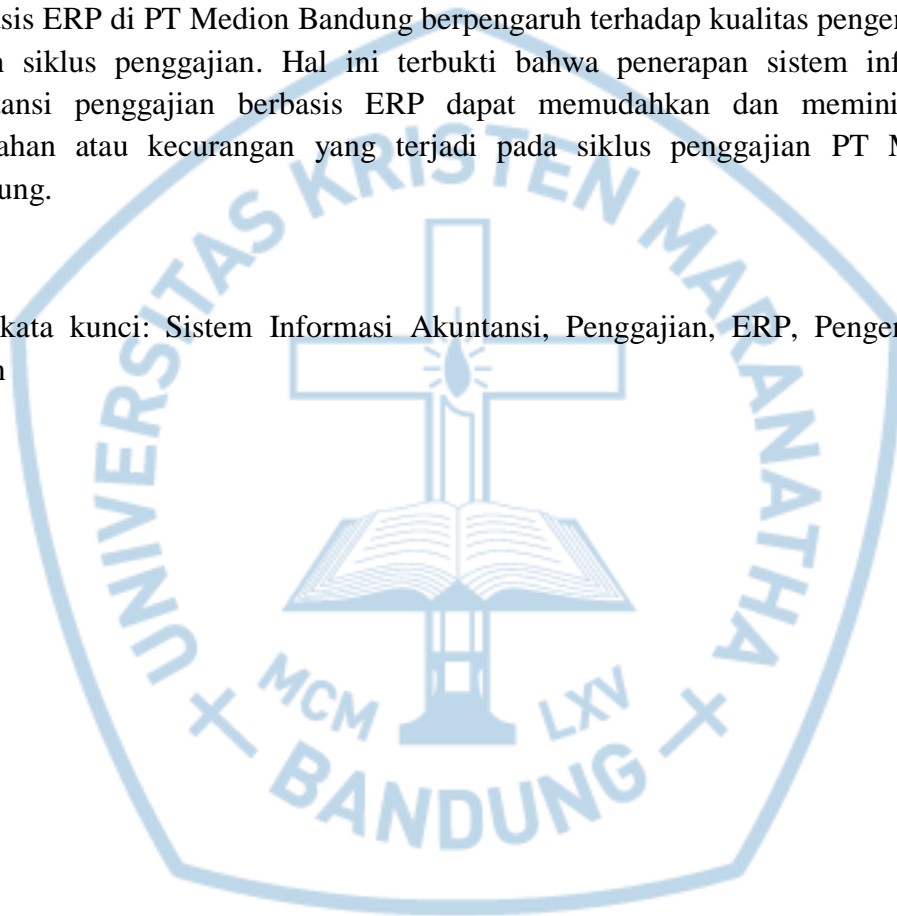 asis ERP di PT Medion Bandung berpengaruh terhadap kualitas penger
siklus penggajian. Hal ini terbukti bahwa penerapan sistem inf
ansi penggajian berbasis ERP dapat memudahkan dan memini
ahan atau kecurangan yang terjadi pada siklus penggajian PT M
ung.
kata kunci: Sistem Informasi Akuntansi, Penggajian, ERP, Penger
UNIVERSITAS KRISTEN MARANATHA
MCM LXV
BANDUNG